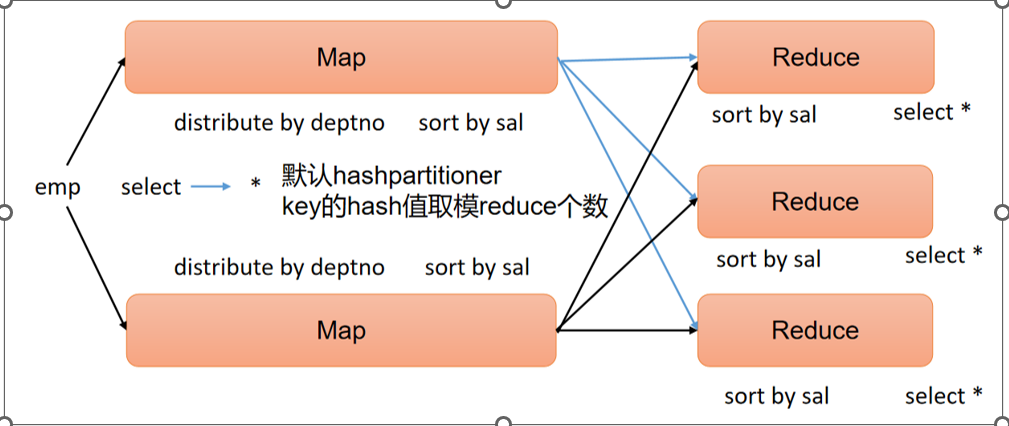 Map
Reduce
distribute by deptno sort by sal
sort by sal select *
emp select * 默认hashpartitioner
key的hash值取模reduce个数
Reduce
distribute by deptno sort by sal
sort by sal select *
Map
Reduce
sort by sal select *